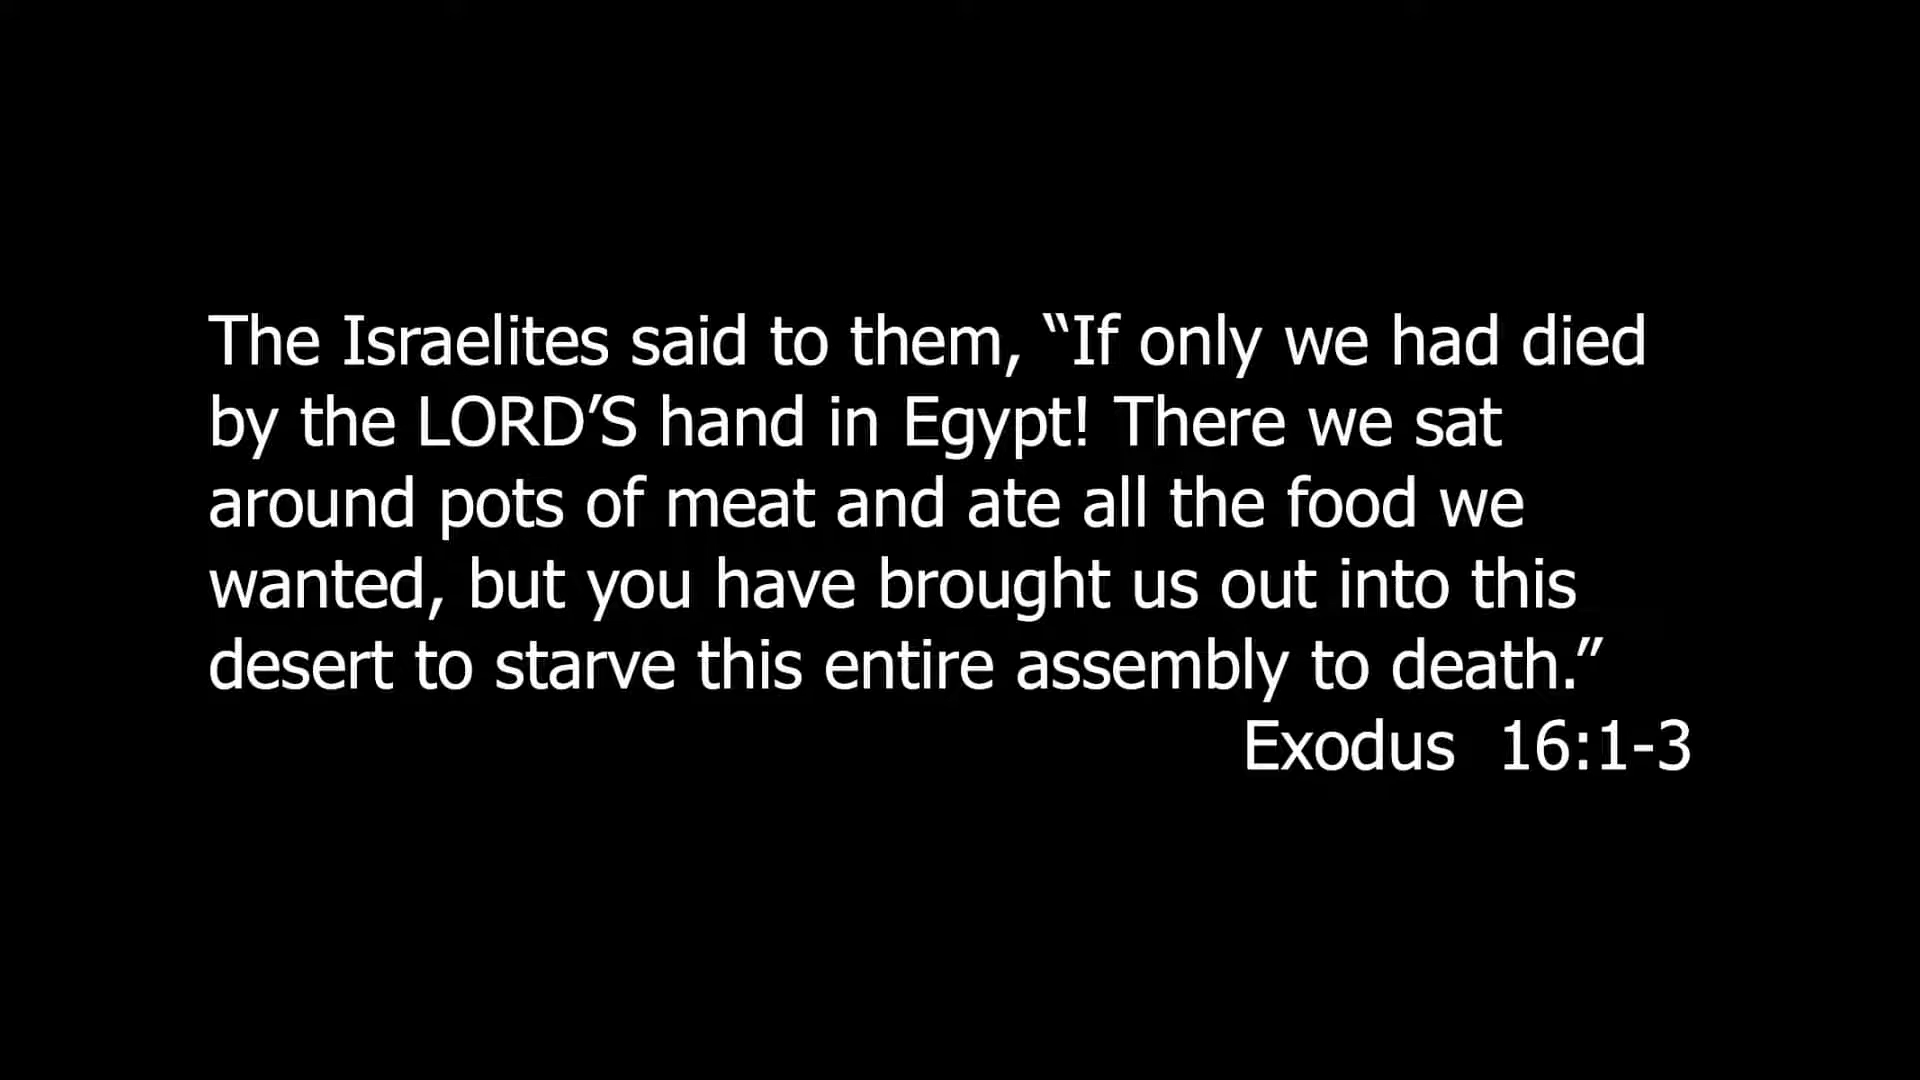 The Israelites said to them, “If only we had died
by the LORD’S hand in Egypt! There we sat
around pots of meat and ate all the food we
wanted, but you have brought us out into this
desert to starve this entire assembly to death.”
Exodus  16:1-3